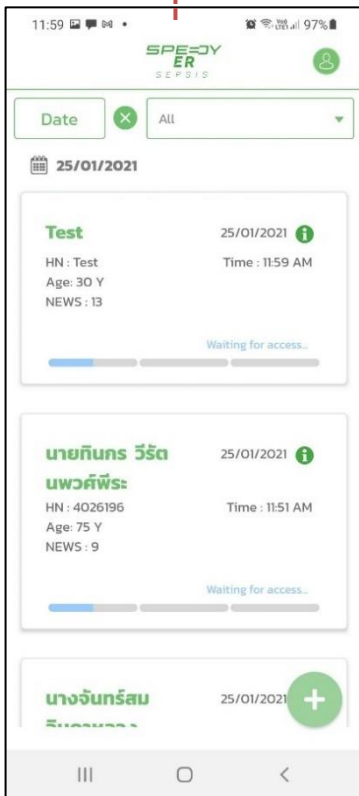 11:59 97%
SPEEDY
ER
SEPSIS
Date All
25/01/2021
Test 25/01/2021
HN : Test Time : 11:59 AM
Age: 30 Y
NEWS : 13
Waiting for access..
นายทินกร วีรัต 25/01/2021
นพวศ์พีระ
HN : 4026196 Time : 11:51 AM
Age: 75 Y
NEWS : 9
Waiting for access..
นางจันทร์สม 25/01/2021